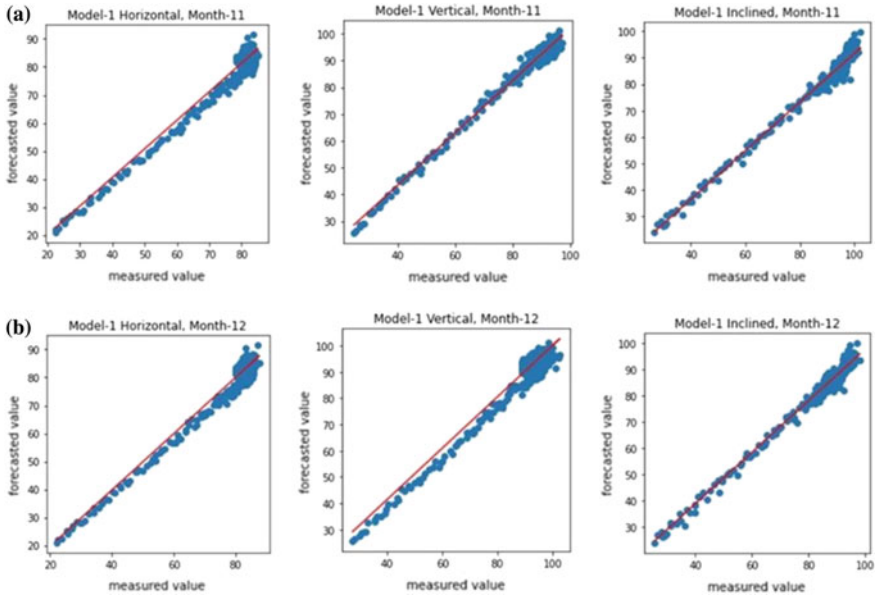 (a)
Model-1 Horizontal, Month-11
90
80
70
60
50
40
30
20
forecasted value
20 30 40 50 60 70 80
measured value
Model-1 Vertical, Month-11
100
90
80
70
60
50
40
30
forecasted value
40 60 80 100
measured value
Model-1 Inclined, Month-11
100
90
80
70
60
50
40
30
forecasted value
40 60 80 100
measured value
(b)
Model-1 Horizontal, Month-12
90
80
70
60
50
40
30
20
forecasted value
20 40 60 80
measured value
Model-1 Vertical, Month-12
100
90
80
70
60
50
40
30
forecasted value
40 60 80 100
measured value
Model-1 Inclined, Month-12
100
90
80
70
60
50
40
30
forecasted value
40 60 80 100
measured value